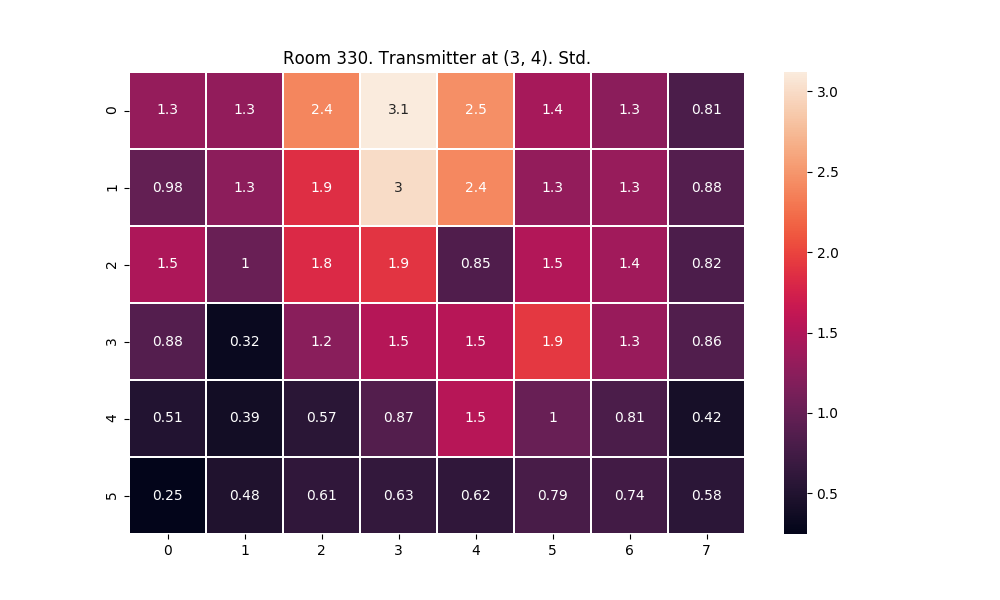 Room 330. Transmitter at (3, 4). Std.
0 1.3 1.3 2.4 3.1 2.5 1.4 1.3 0.81 3.0
1 0.98 1.3 1.9 3 2.4 1.3 1.3 0.88 2.5
2 1.5 1 1.8 1.9 0.85 1.5 1.4 0.82 2.0
3 0.88 0.32 1.2 1.5 1.5 1.9 1.3 0.86 1.5
4 0.51 0.39 0.57 0.87 1.5 1 0.81 0.42 1.0
5 0.25 0.48 0.61 0.63 0.62 0.79 0.74 0.58 0.5
0 1 2 3 4 5 6 7